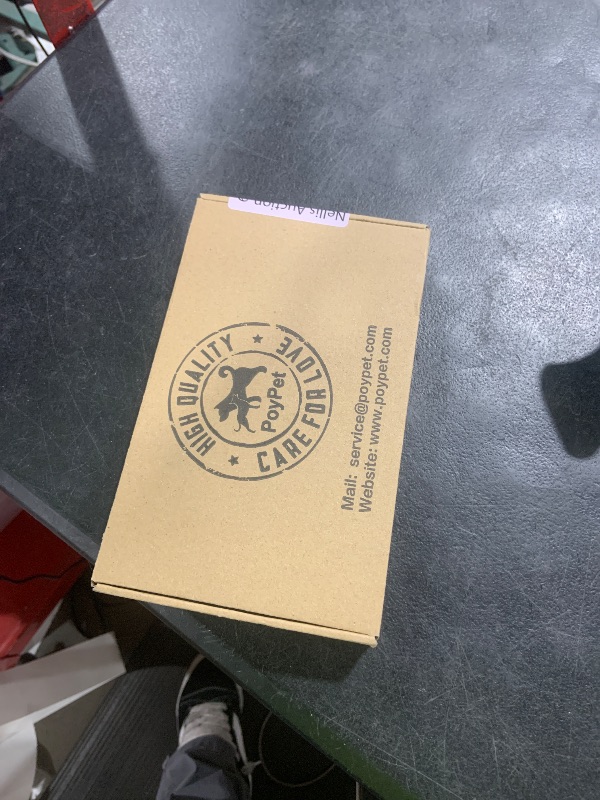 Nellis Auction
HIGH QUALITY
PoyPet
CARE FOR LOVE
Mail: service@poypet.com
Website: www.poypet.com